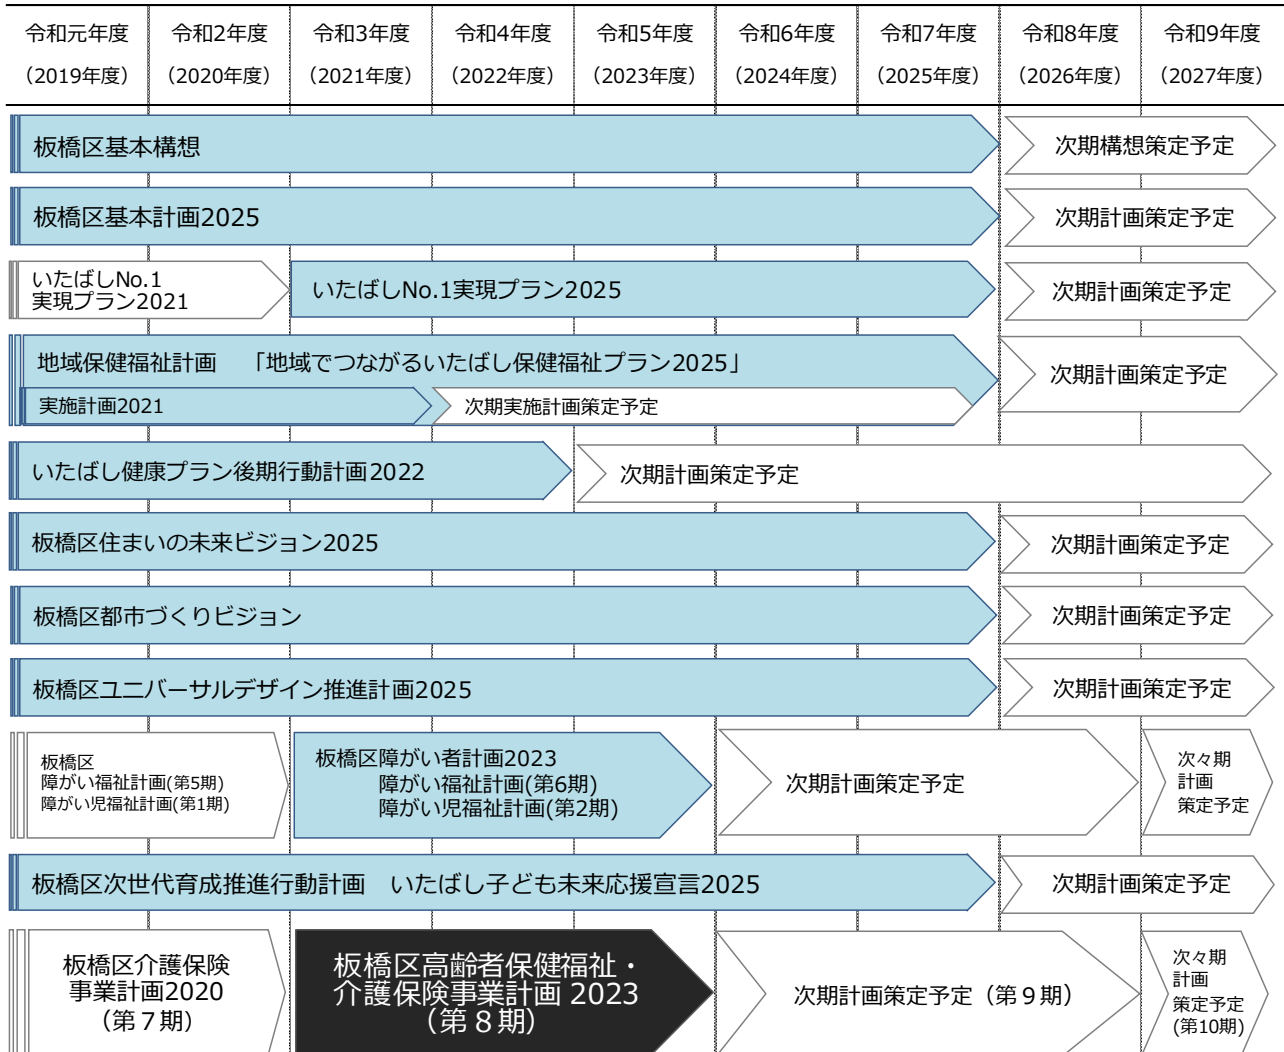 令和元年度 令和2年度 令和3年度 令和4年度 令和5年度 令和6年度 令和7年度 令和8年度 令和9年度
（2019年度） （2020年度） （2021年度） （2022年度） （2023年度） （2024年度） （2025年度） （2026年度） （2027年度）
板橋区基本構想 次期構想策定予定
板橋区基本計画2025 次期計画策定予定
いたばしNo.1
実現プラン2021
いたばしNo.1実現プラン2025 次期計画策定予定
地域保健福祉計画　「地域でつながるいたばし保健福祉プラン2025」
次期計画策定予定
実施計画2021 次期実施計画策定予定
いたばし健康プラン後期行動計画2022 次期計画策定予定
板橋区住まいの未来ビジョン2025 次期計画策定予定
板橋区都市づくりビジョン 次期計画策定予定
板橋区ユニバーサルデザイン推進計画2025 次期計画策定予定
板橋区
障がい福祉計画(第5期)
障がい児福祉計画(第1期)
板橋区障がい者計画2023
障がい福祉計画(第6期)
障がい児福祉計画(第2期)
次期計画策定予定
次々期
計画
策定予定
板橋区次世代育成推進行動計画　いたばし子ども未来応援宣言2025 次期計画策定予定
板橋区介護保険
事業計画2020
（第７期）
板橋区高齢者保健福祉・
介護保険事業計画 2023
（第８期）
次期計画策定予定（第９期）
次々期
計画
策定予定
(第10期)